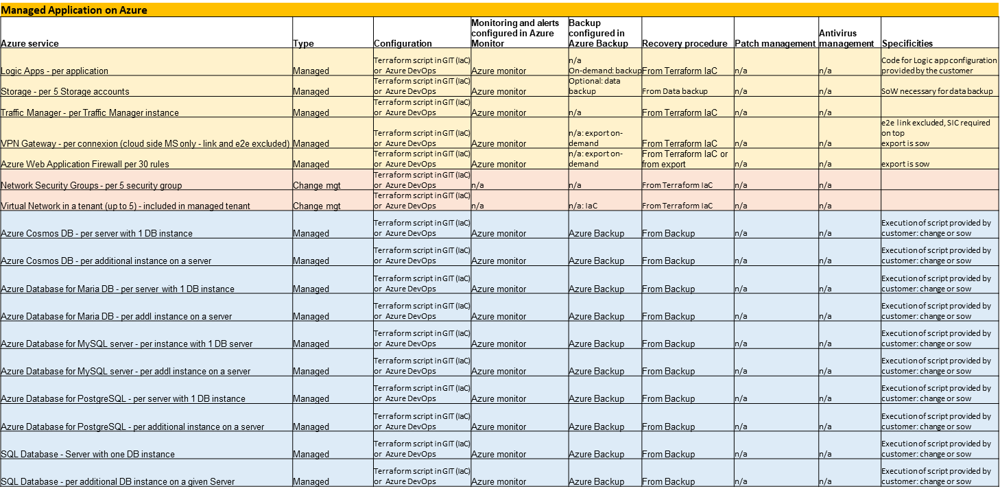 Managed Application on Azure
Azure service Type Configuration Monitoring and alerts configured in Azure Monitor Backup configured in Azure Backup Recovery procedure Patch management Antivirus management Specificities
Logic Apps - per application Managed Terraform script in GIT (IaC) or Azure DevOps Azure monitor n/a On-demand: backup From Terraform IaC n/a n/a Code for Logic app configuration provided by the customer
Storage - per 5 Storage accounts Managed Terraform script in GIT (IaC) or Azure DevOps Azure monitor Optional: data backup From Data backup n/a n/a SoW necessary for data backup
Traffic Manager - per Traffic Manager instance Managed Terraform script in GIT (IaC) or Azure DevOps Azure monitor n/a From Terraform IaC n/a n/a
VPN Gateway - per connexion (cloud side MS only - link and e2e excluded) Managed Terraform script in GIT (IaC) or Azure DevOps Azure monitor n/a: export on-demand From Terraform IaC n/a n/a e2e link excluded, SIC required on top export is sow
Azure Web Application Firewall per 30 rules Managed Terraform script in GIT (IaC) or Azure DevOps Azure monitor n/a: export on-demand From Terraform IaC or from export n/a n/a export is sow
Network Security Groups - per 5 security group Change mgt Terraform script in GIT (IaC) or Azure DevOps n/a n/a From Terraform IaC n/a n/a
Virtual Network in a tenant (up to 5) - included in managed tenant Change mgt Terraform script in GIT (IaC) or Azure DevOps n/a n/a: IaC From Terraform IaC n/a n/a
Azure Cosmos DB - per server with 1 DB instance Managed Terraform script in GIT (IaC) or Azure DevOps Azure monitor Azure Backup From Backup n/a n/a Execution of script provided by customer: change or sow
Azure Cosmos DB - per additional instance on a server Managed Terraform script in GIT (IaC) or Azure DevOps Azure monitor Azure Backup From Backup n/a n/a Execution of script provided by customer: change or sow
Azure Database for Maria DB - per server with 1 DB instance Managed Terraform script in GIT (IaC) or Azure DevOps Azure monitor Azure Backup From Backup n/a n/a Execution of script provided by customer: change or sow
Azure Database for Maria DB - per addl instance on a server Managed Terraform script in GIT (IaC) or Azure DevOps Azure monitor Azure Backup From Backup n/a n/a Execution of script provided by customer: change or sow
Azure Database for MySQL server - per instance with 1 DB server Managed Terraform script in GIT (IaC) or Azure DevOps Azure monitor Azure Backup From Backup n/a n/a Execution of script provided by customer: change or sow
Azure Database for MySQL server - per addl instance on a server Managed Terraform script in GIT (IaC) or Azure DevOps Azure monitor Azure Backup From Backup n/a n/a Execution of script provided by customer: change or sow
Azure Database for PostgreSQL - per server with 1 DB instance Managed Terraform script in GIT (IaC) or Azure DevOps Azure monitor Azure Backup From Backup n/a n/a Execution of script provided by customer: change or sow
Azure Database for PostgreSQL - per additional instance on a server Managed Terraform script in GIT (IaC) or Azure DevOps Azure monitor Azure Backup From Backup n/a n/a Execution of script provided by customer: change or sow
SQL Database - Server with one DB instance Managed Terraform script in GIT (IaC) or Azure DevOps Azure monitor Azure Backup From Backup n/a n/a Execution of script provided by customer: change or sow
SQL Database - per additional DB instance on a given Server Managed Terraform script in GIT (IaC) or Azure DevOps Azure monitor Azure Backup From Backup n/a n/a Execution of script provided by customer: change or sow